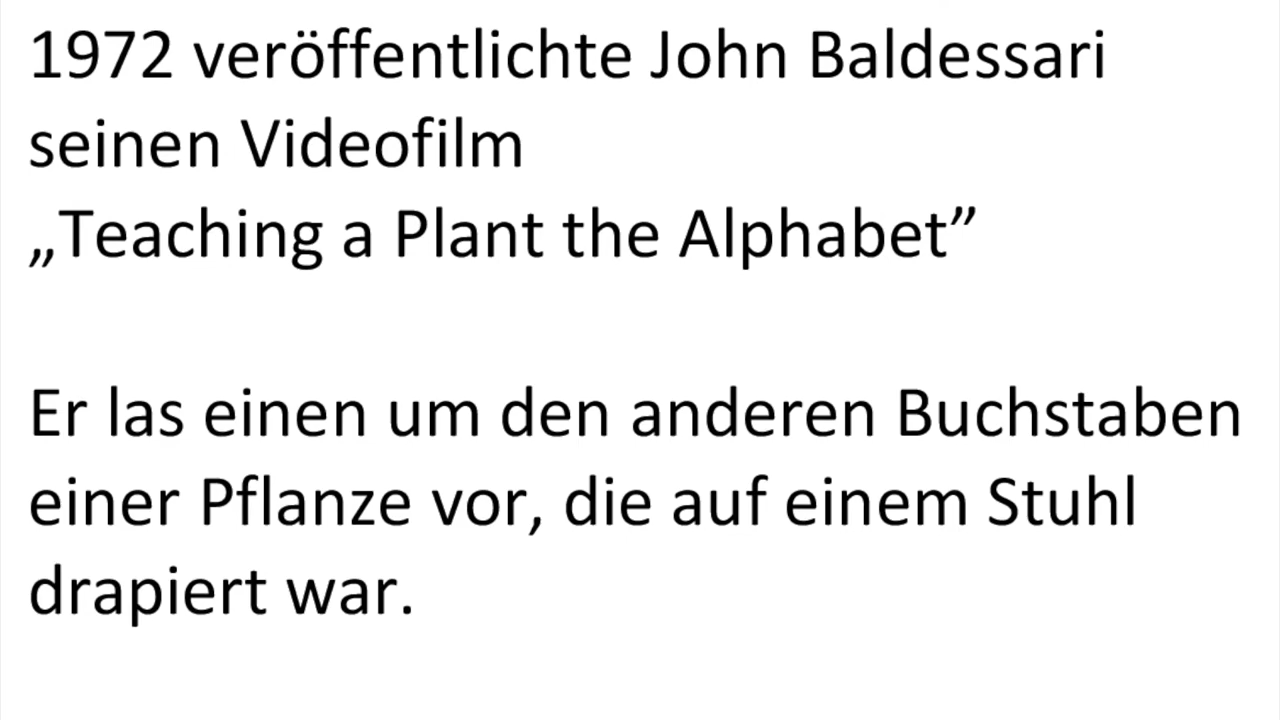 1972 veröffentlichte John Baldessari
seinen Videofilm
„Teaching a Plant the Alphabet”
Er las einen um den anderen Buchstaben
einer Pflanze vor, die auf einem Stuhl
drapiert war.